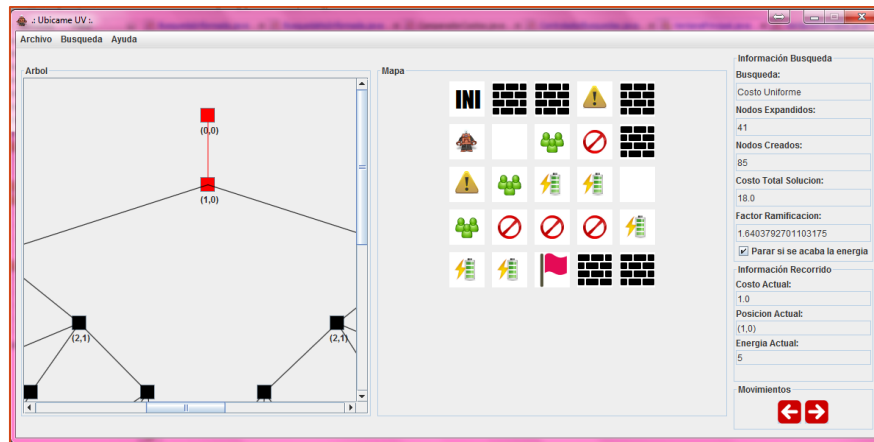 .: Ubicame UV :.
Archivo Busqueda Ayuda
Arbol
(0,0)
(1,0)
(2,1)
(2,1)
Mapa
INI
Información Busqueda
Busqueda:
Costo Uniforme
Nodos Expandidos:
41
Nodos Creados:
85
Costo Total Solucion:
18.0
Factor Ramificacion:
1.6403792701103175
Parar si se acaba la energia
Información Recorrido
Costo Actual:
1.0
Posicion Actual:
(1,0)
Energia Actual:
5
Movimientos